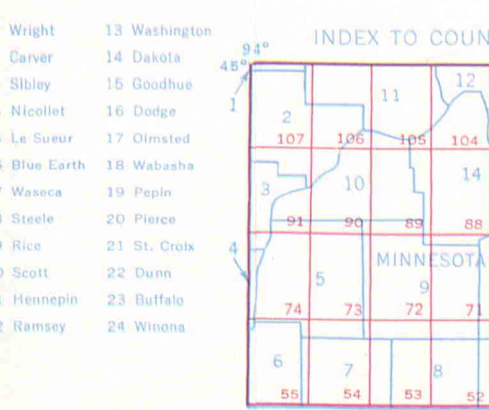 INDEX TO COUN
Wright 13 Washington
Carver 14 Dakota
Sibley 15 Goodhue
Nicollet 16 Dodge
Le Sueur 17 Olmsted
Blue Earth 18 Wabasha
Waseca 19 Pepin
Steele 20 Pierce
Rice 21 St. Croix
Scott 22 Dunn
Hennepin 23 Buffalo
Ramsey 24 Winona
94°
45°
1
11 12
2
107 106 105 104
3 10 14
91 90 89 88
4
MINNESOTA
5 9
74 73 72 71
6 7 8
55 54 53 52